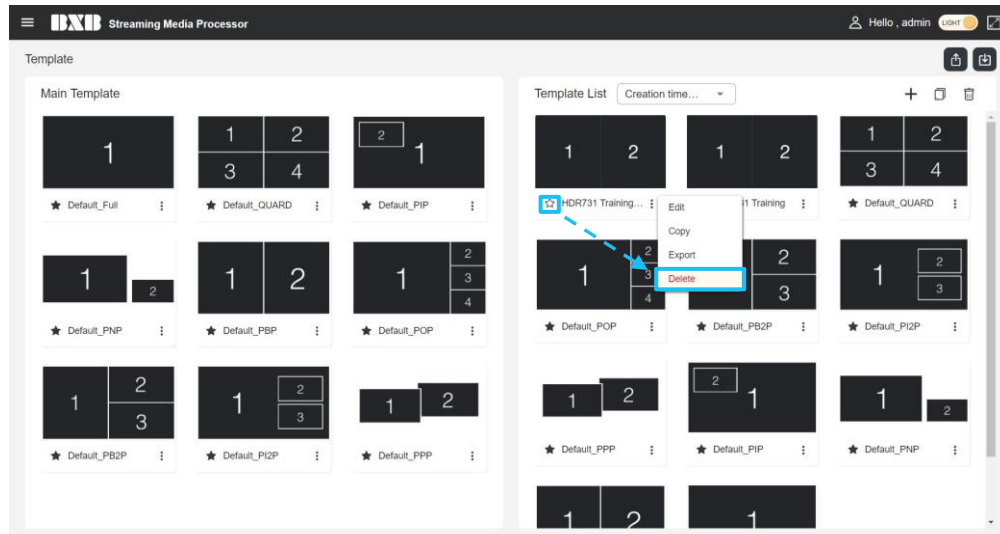 BXB Streaming Media Processor
Hello , admin LIGHT
Template
Main Template
Template List Creation time...
1
1 2
3 4
2 1
1 2
1 2
1 2
3 4
Default_Full
Default_QUARD
Default_PIP
HDR731 Training...
1 Training
Default_QUARD
Edit
Copy
Export
Delete
1 2
1 2
1 2
3
4
1 2
3
4
2
3
1 2
3
Default_PNP
Default_PBP
Default_POP
Default_POP
Default_PB2P
Default_PI2P
1 2
3
1 2
3
1 2
1 2
2 1
1 2
Default_PB2P
Default_PI2P
Default_PPP
Default_PPP
Default_PIP
Default_PNP
1 2
1